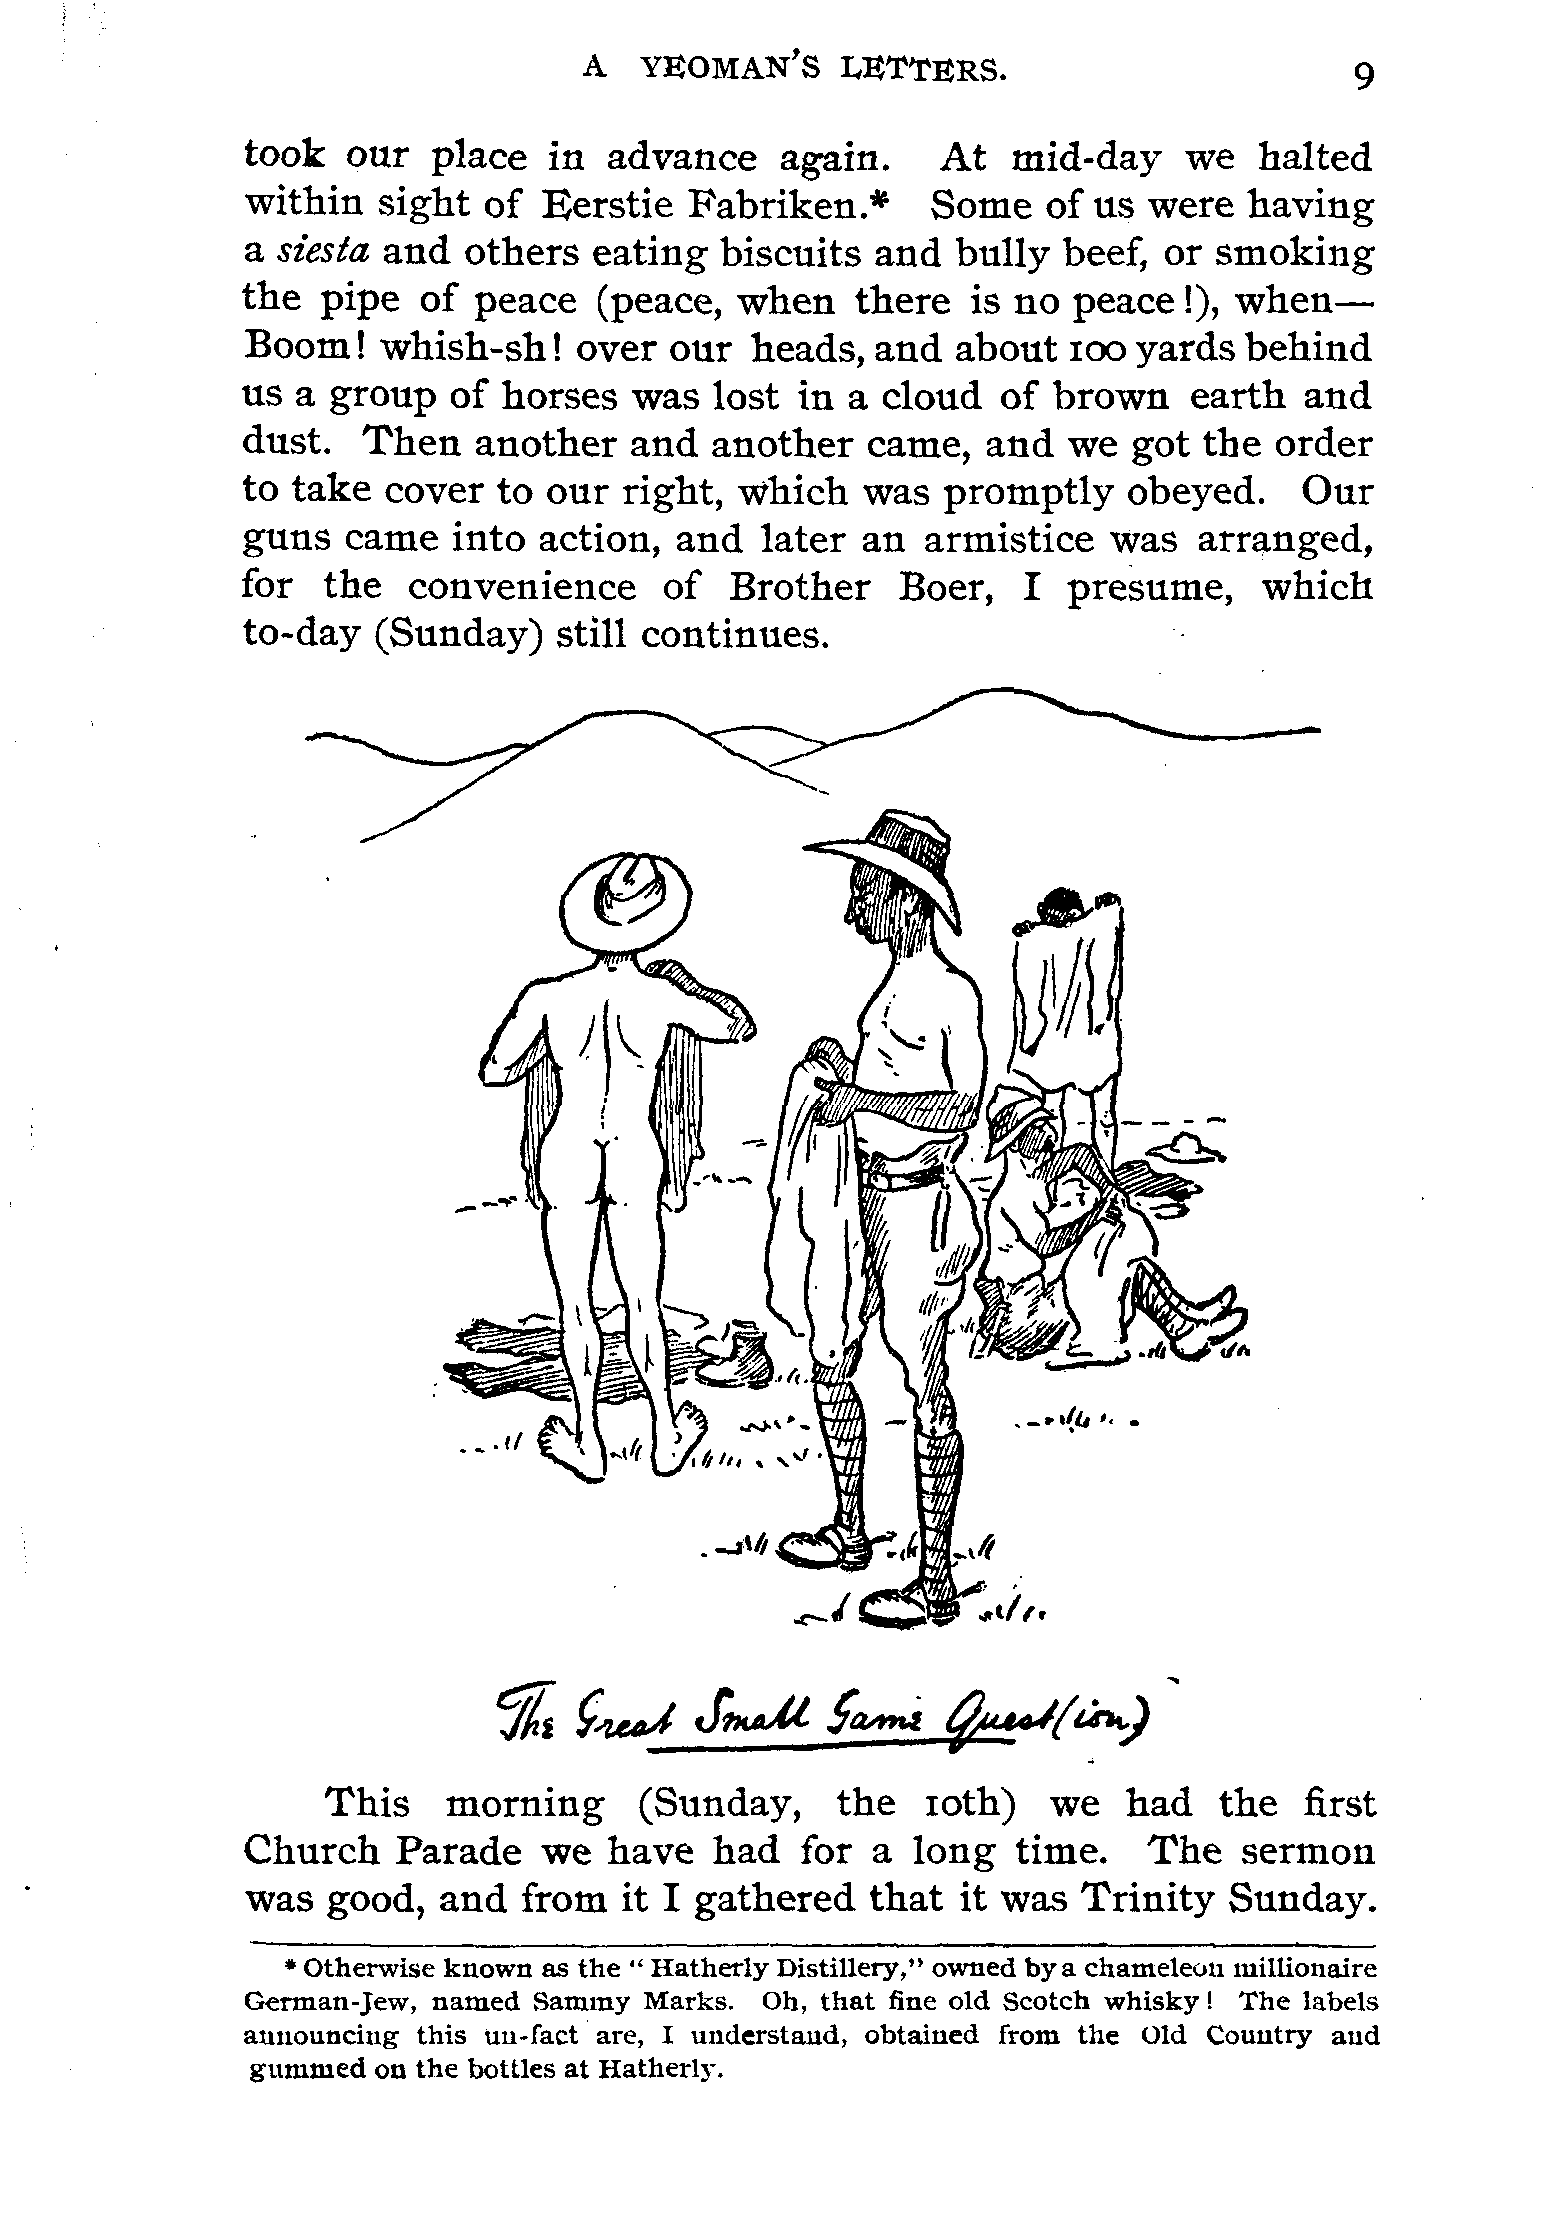 A YEOMAN'S LETTERS. 9
took our place in advance again. At mid-day we halted
within sight of Eerstie Fabriken.* Some of us were having
a siesta and others eating biscuits and bully beef, or smoking
the pipe of peace (peace, when there is no peace!), when—
Boom! whish-sh! over our heads, and about 100 yards behind
us a group of horses was lost in a cloud of brown earth and
dust. Then another and another came, and we got the order
to take cover to our right, which was promptly obeyed. Our
guns came into action, and later an armistice was arranged,
for the convenience of Brother Boer, I presume, which
to-day (Sunday) still continues.
The Great Small Game Quest(ion)
This morning (Sunday, the 10th) we had the first
Church Parade we have had for a long time. The sermon
was good, and from it I gathered that it was Trinity Sunday.
* Otherwise known as the "Hatherly Distillery," owned by a chameleon millionaire
German-Jew, named Sammy Marks. Oh, that fine old Scotch whisky! The labels
announcing this un-fact are, I understand, obtained from the Old Country and
gummed on the bottles at Hatherly.